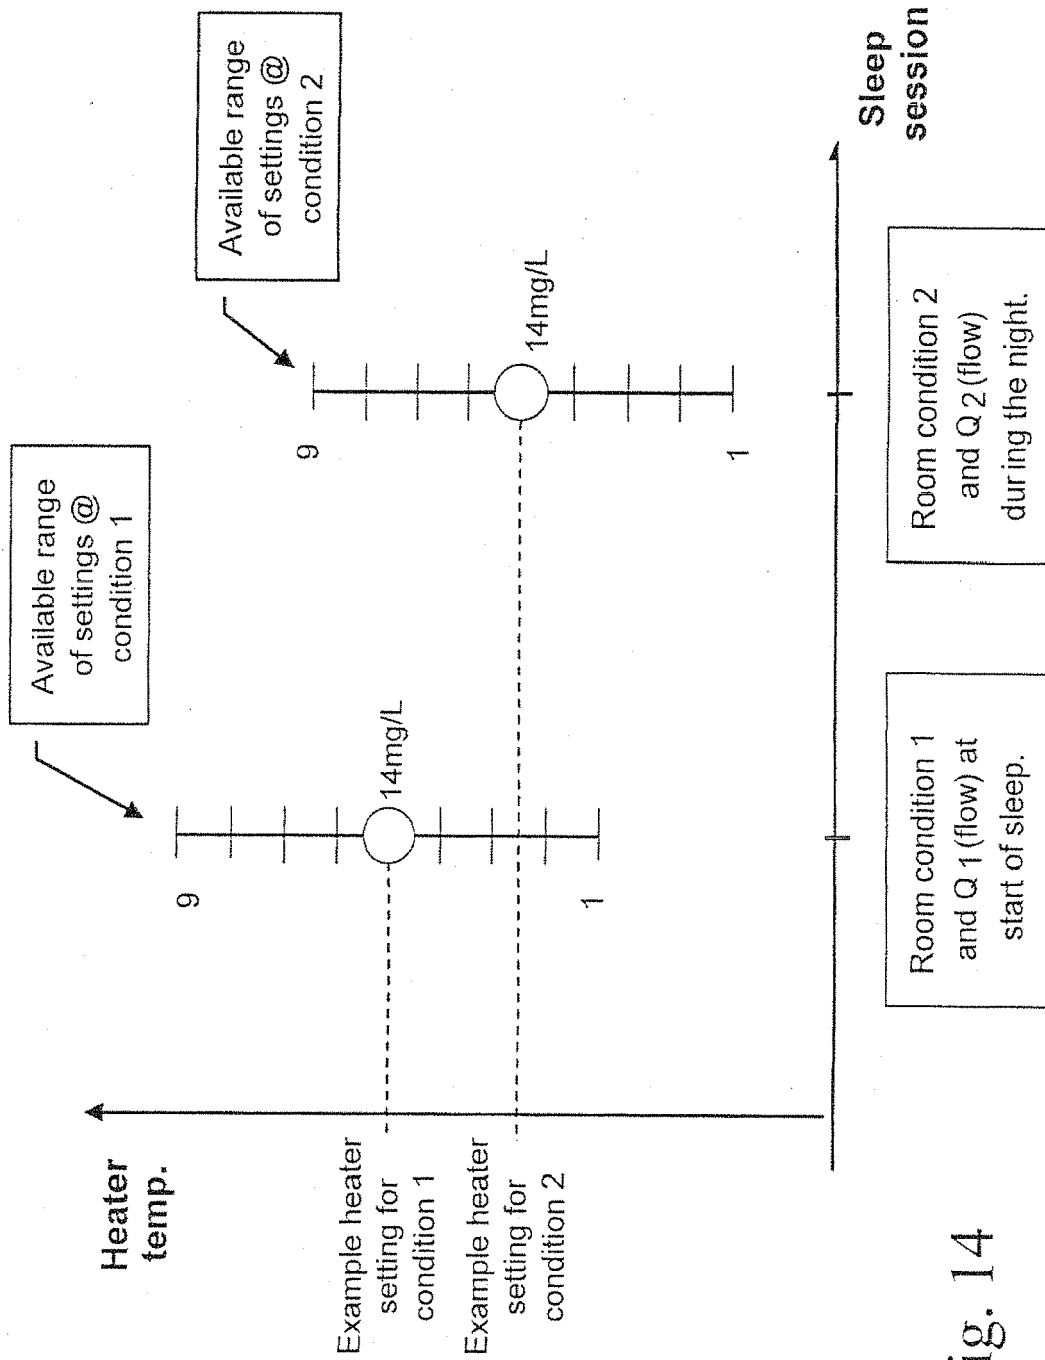 Heater
temp.
Available range
of settings @
condition 1
Available range
of settings @
condition 2
9
14mg/L
1
9
14mg/L
1
Example heater
setting for
condition 1
Example heater
setting for
condition 2
Sleep
session
Room condition 1
and Q 1 (flow) at
start of sleep.
Room condition 2
and Q 2 (flow)
during the night.
ig. 14